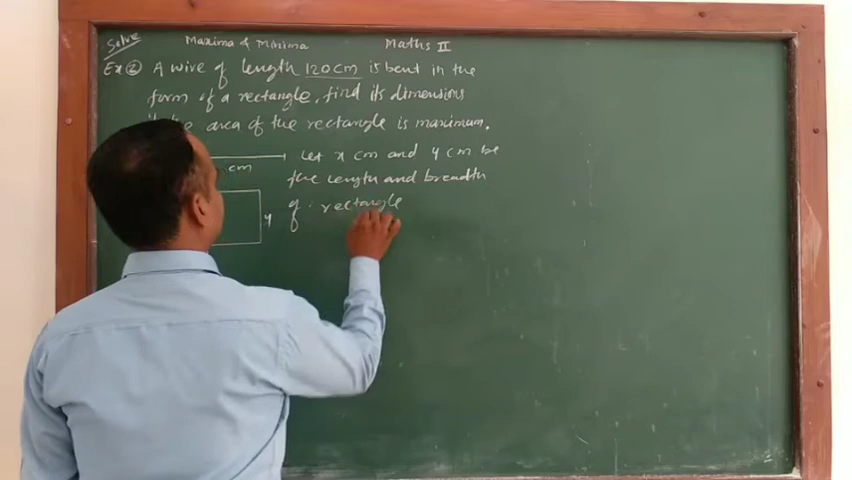 Solve Maxima & Minima Maths II
Ex② A wire of length 120cm is bent in the
form of a rectangle, find its dimensions
area of the rectangle is maximum.
cm Let x cm and y cm be
the length and breadth
y of rectangle